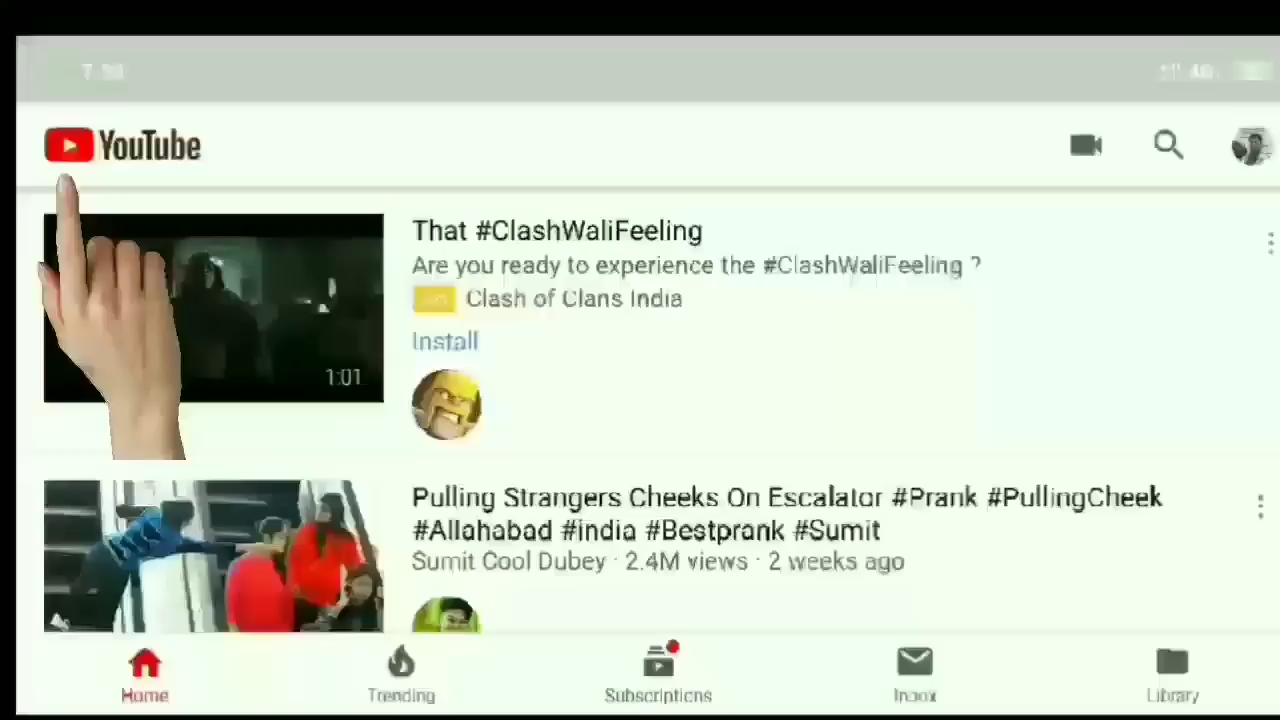 YouTube
That #ClashWaliFeeling
Are you ready to experience the #ClashWaliFeeling ?
Clash of Clans India
Install
1:01
Pulling Strangers Cheeks On Escalator #Prank #PullingCheek
#Allahabad #india #Bestprank #Sumit
Sumit Cool Dubey · 2.4M views · 2 weeks ago
Home
Trending
Subscriptions
Inbox
Library